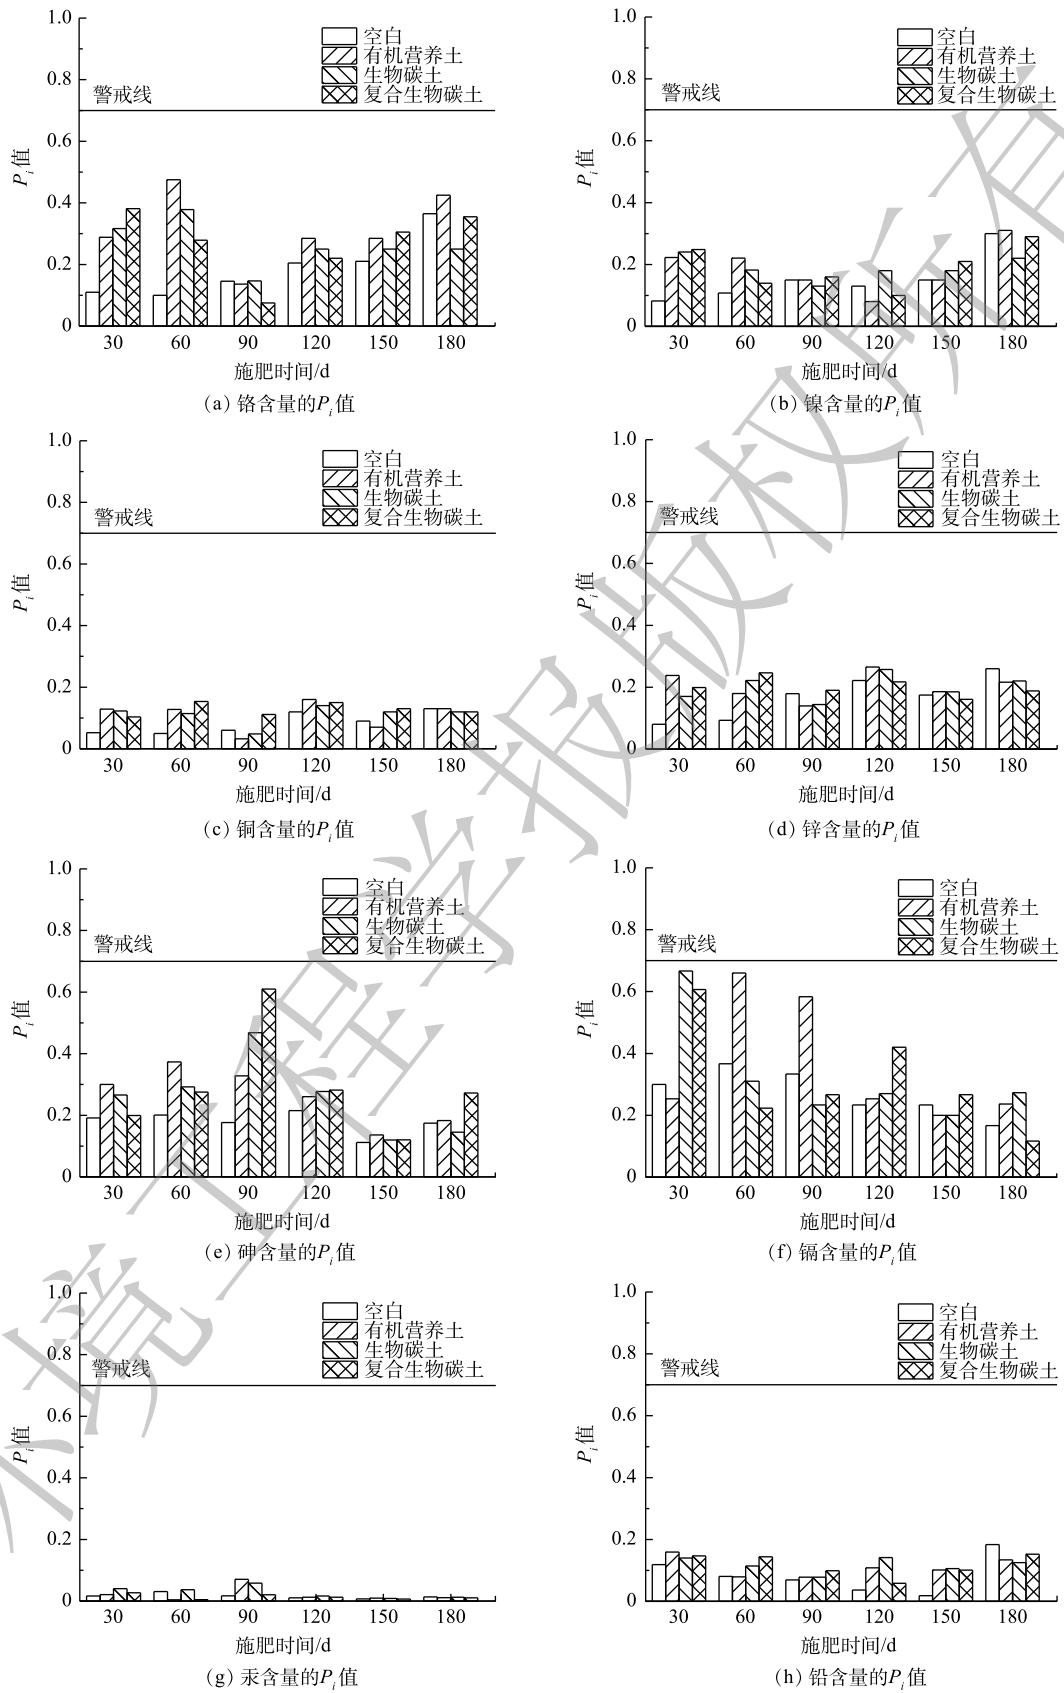 1.0
空白
有机营养土
0.8
生物碳土
警戒线
复合生物碳土
0.6
Pi值
0.4
0.2
0
30 60 90 120 150 180
施肥时间/d
(a) 铬含量的Pi值
1.0
空白
有机营养土
0.8
生物碳土
警戒线
复合生物碳土
0.6
Pi值
0.4
0.2
0
30 60 90 120 150 180
施肥时间/d
(b) 镍含量的Pi值
1.0
空白
有机营养土
0.8
生物碳土
警戒线
复合生物碳土
0.6
Pi值
0.4
0.2
0
30 60 90 120 150 180
施肥时间/d
(c) 铜含量的Pi值
1.0
空白
有机营养土
0.8
生物碳土
警戒线
复合生物碳土
0.6
Pi值
0.4
0.2
0
30 60 90 120 150 180
施肥时间/d
(d) 锌含量的Pi值
1.0
空白
有机营养土
0.8
生物碳土
警戒线
复合生物碳土
0.6
Pi值
0.4
0.2
0
30 60 90 120 150 180
施肥时间/d
(e) 砷含量的Pi值
1.0
空白
有机营养土
0.8
生物碳土
警戒线
复合生物碳土
0.6
Pi值
0.4
0.2
0
30 60 90 120 150 180
施肥时间/d
(f) 镉含量的Pi值
1.0
空白
有机营养土
0.8
生物碳土
警戒线
复合生物碳土
0.6
Pi值
0.4
0.2
0
30 60 90 120 150 180
施肥时间/d
(g) 汞含量的Pi值
1.0
空白
有机营养土
0.8
生物碳土
警戒线
复合生物碳土
0.6
Pi值
0.4
0.2
0
30 60 90 120 150 180
施肥时间/d
(h) 铅含量的Pi值
境工程学报版权所有